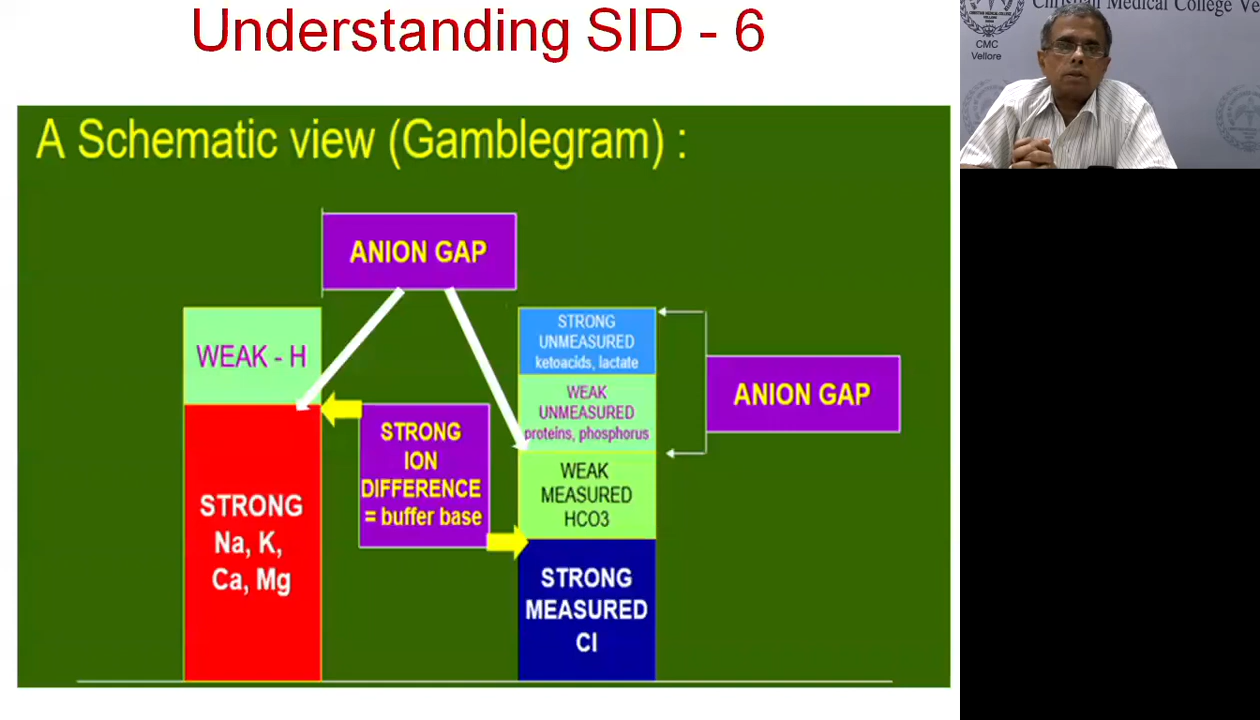 Understanding SID - 6
A Schematic view (Gamblegram) :
ANION GAP
WEAK - H
STRONG
Na, K,
Ca, Mg
STRONG
ION
DIFFERENCE
= buffer base
STRONG
UNMEASURED
ketoacids, lactate
WEAK
UNMEASURED
proteins, phosphorus
WEAK
MEASURED
HCO3
STRONG
MEASURED
Cl
ANION GAP
Christian Medical College Ve
CMC
Vellore